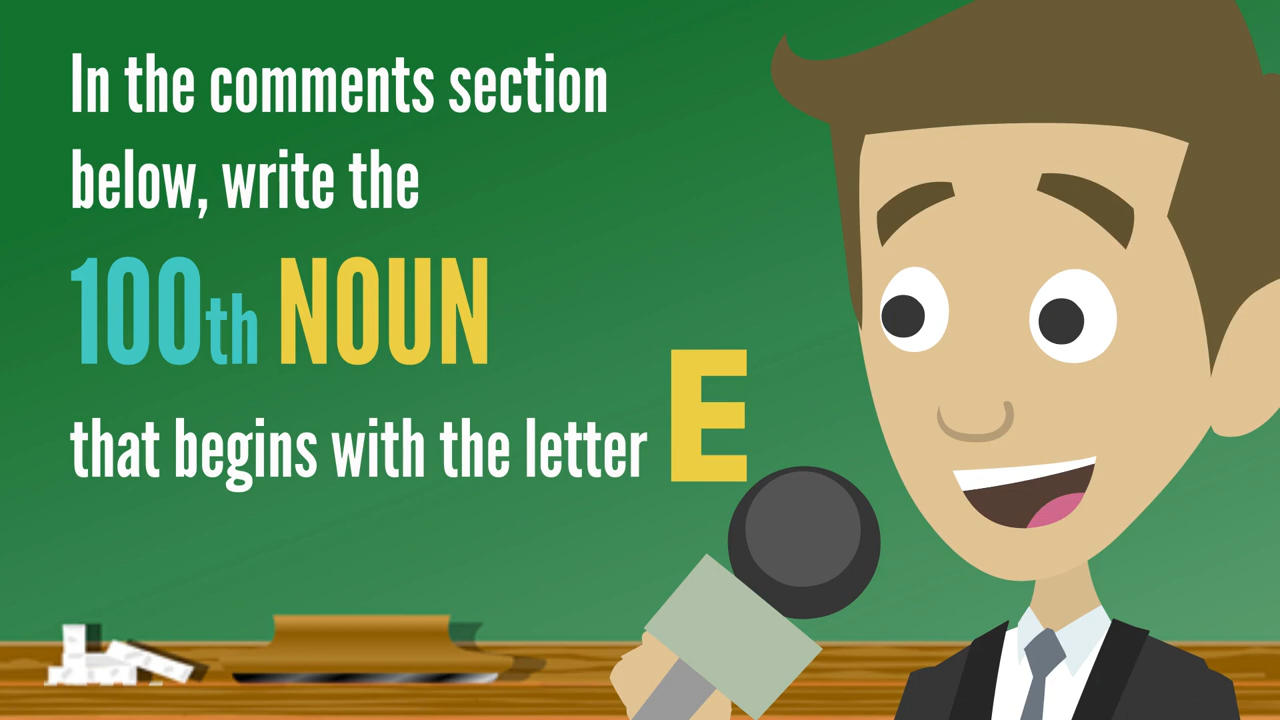 In the comments section
below, write the
100th NOUN
that begins with the letter E